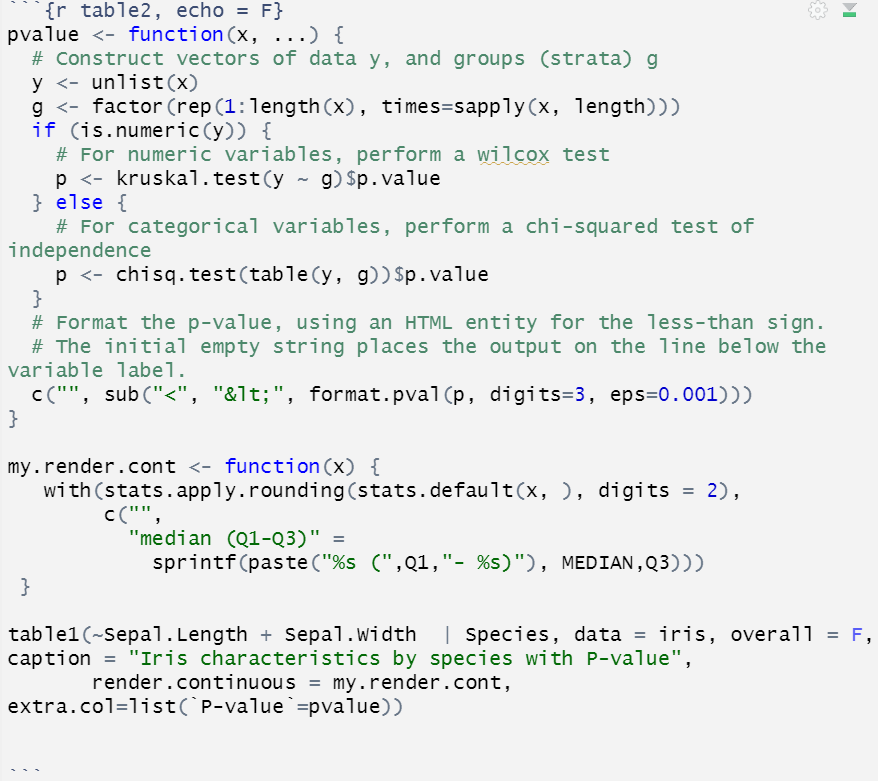 ```{r table2, echo = F}
pvalue <- function(x, ...) {
  # Construct vectors of data y, and groups (strata) g
  y <- unlist(x)
  g <- factor(rep(1:length(x), times=sapply(x, length)))
  if (is.numeric(y)) {
    # For numeric variables, perform a wilcox test
    p <- kruskal.test(y ~ g)$p.value
  } else {
    # For categorical variables, perform a chi-squared test of
independence
    p <- chisq.test(table(y, g))$p.value
  }
  # Format the p-value, using an HTML entity for the less-than sign.
  # The initial empty string places the output on the line below the
variable label.
  c("", sub("<", "&lt;", format.pval(p, digits=3, eps=0.001)))
}
my.render.cont <- function(x) {
   with(stats.apply.rounding(stats.default(x, ), digits = 2),
        c("",
          "median (Q1-Q3)" =
            sprintf(paste("%s (",Q1,"- %s)"), MEDIAN,Q3)))
 }
table1(~Sepal.Length + Sepal.Width  | Species, data = iris, overall = F,
caption = "Iris characteristics by species with P-value",
       render.continuous = my.render.cont,
extra.col=list(`P-value`=pvalue))
```